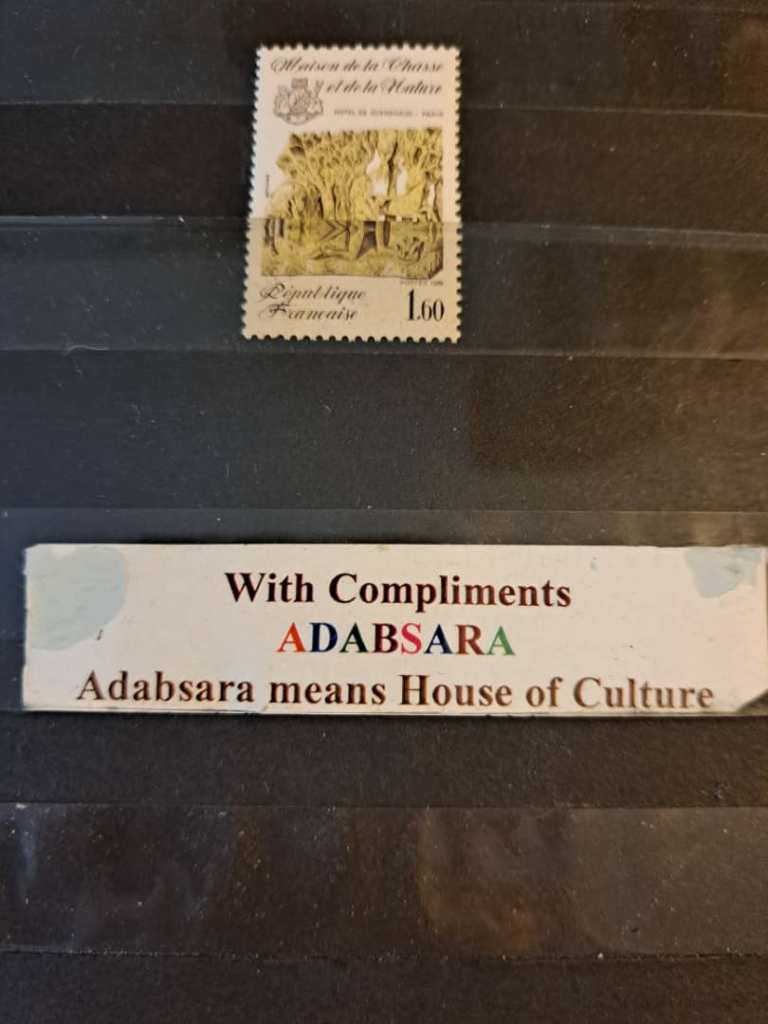 Maison de la Chasse
et de la Nature
HOTEL DE GUENEGAUD - PARIS
République
Française
1.60
With Compliments
ADABSARA
Adabsara means House of Culture